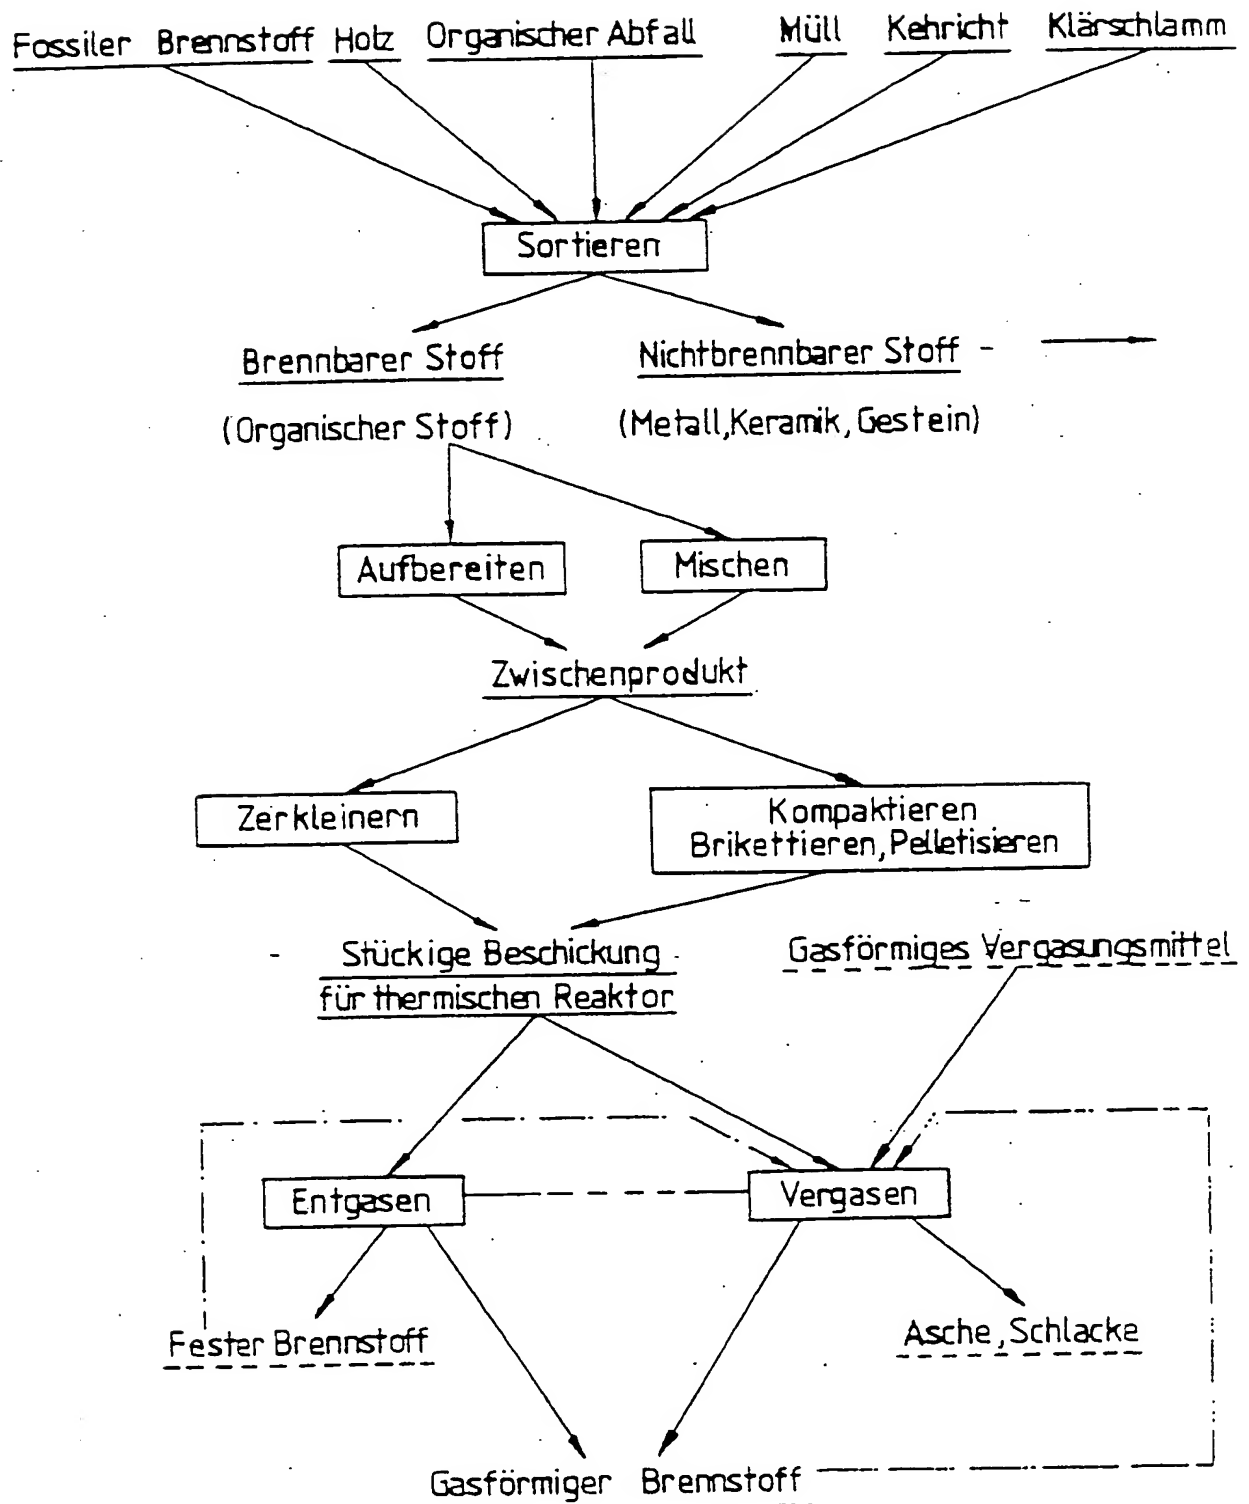 Fossiler Brennstoff Holz Organischer Abfall Müll Kehricht Klärschlamm
Sortieren
Brennbarer Stoff
Nichtbrennbarer Stoff
(Organischer Stoff)
(Metall, Keramik, Gestein)
Aufbereiten
Mischen
Zwischenprodukt
Zerkleinern
Kompaktieren
Brikettieren, Pelletisieren
Stückige Beschickung
für thermischen Reaktor
Gasförmiges Vergasungsmittel
Entgasen
Vergasen
Fester Brennstoff
Asche, Schlacke
Gasförmiger Brennstoff